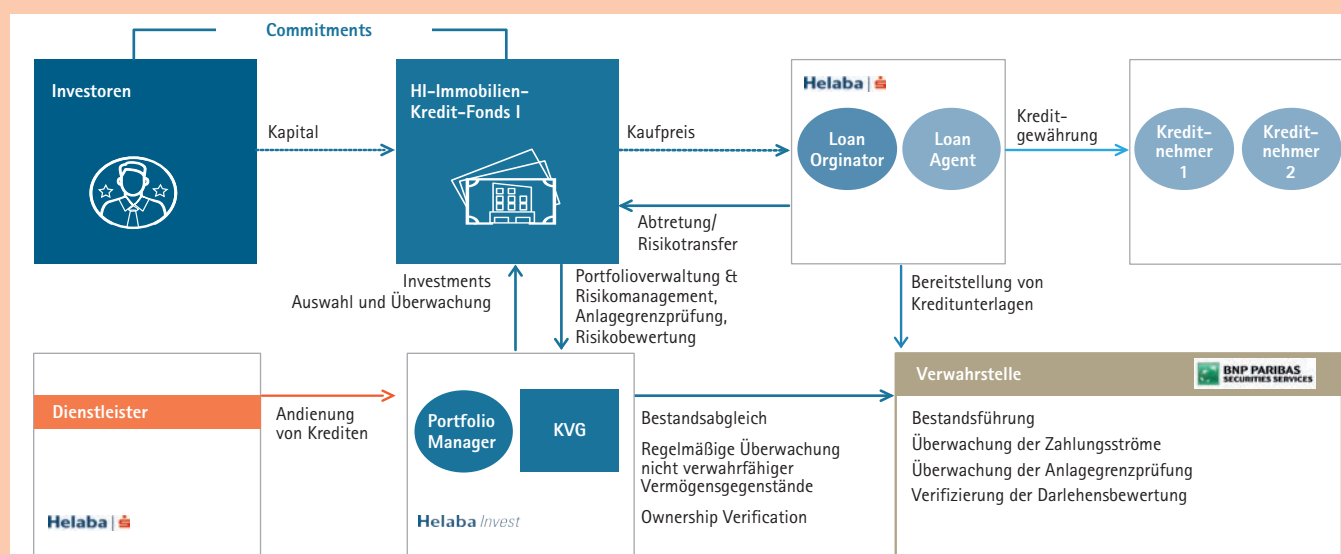 Commitments
Investoren
Kapital
HI-Immobilien-
Kredit-Fonds I
Kaufpreis
Abtretung/
Risikotransfer
Helaba
Loan
Orginator
Loan
Agent
Kredit-
gewährung
Kredit-
nehmer
1
Kredit-
nehmer
2
Investments
Auswahl und Überwachung
Portfolioverwaltung &
Risikomanagement,
Anlagegrenzprüfung,
Risikobewertung
Bereitstellung von
Kreditunterlagen
Dienstleister
Helaba
Andienung
von Krediten
Portfolio
Manager
KVG
Helaba Invest
Bestandsabgleich
Regelmäßige Überwachung
nicht verwahrfähiger
Vermögensgegenstände
Ownership Verification
Verwahrstelle
BNP PARIBAS
SECURITIES SERVICES
Bestandsführung
Überwachung der Zahlungsströme
Überwachung der Anlagegrenzprüfung
Verifizierung der Darlehensbewertung